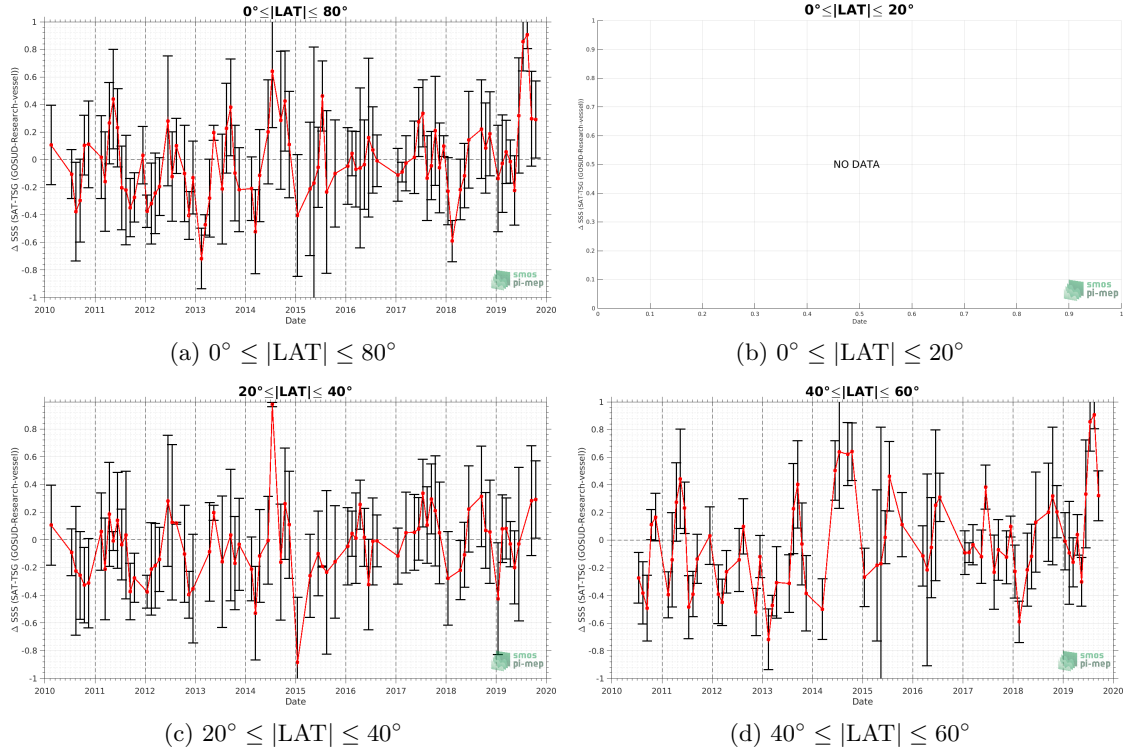 0°≤|LAT|≤ 80°
Δ SSS (SAT-TSG (GOSUD-Research-vessel))
1
0.8
0.6
0.4
0.2
0
-0.2
-0.4
-0.6
-0.8
-1
2010 2011 2012 2013 2014 2015 2016 2017 2018 2019 2020
Date
smos
pi-mep
(a) 0° ≤ |LAT| ≤ 80°
0°≤|LAT|≤ 20°
Δ SSS (SAT-TSG (GOSUD-Research-vessel))
1
0.9
0.8
0.7
0.6
0.5
0.4
0.3
0.2
0.1
0
NO DATA
0 0.1 0.2 0.3 0.4 0.5 0.6 0.7 0.8 0.9 1
Date
smos
pi-mep
(b) 0° ≤ |LAT| ≤ 20°
20°≤|LAT|≤ 40°
Δ SSS (SAT-TSG (GOSUD-Research-vessel))
0.8
0.6
0.4
0.2
0
-0.2
-0.4
-0.6
-0.8
-1
2010 2011 2012 2013 2014 2015 2016 2017 2018 2019 2020
Date
smos
pi-mep
(c) 20° ≤ |LAT| ≤ 40°
40°≤|LAT|≤ 60°
Δ SSS (SAT-TSG (GOSUD-Research-vessel))
1
0.8
0.6
0.4
0.2
0
-0.2
-0.4
-0.6
-0.8
-1
2010 2011 2012 2013 2014 2015 2016 2017 2018 2019 2020
Date
smos
pi-mep
(d) 40° ≤ |LAT| ≤ 60°